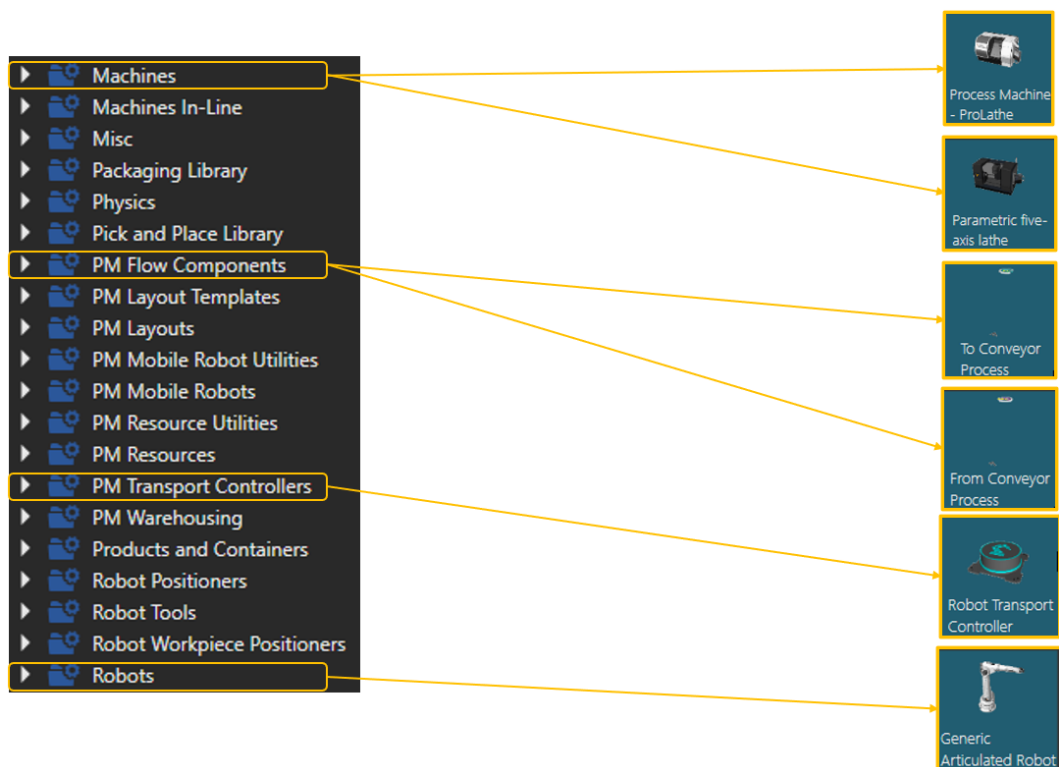 Machines
Machines In-Line
Misc
Packaging Library
Physics
Pick and Place Library
PM Flow Components
PM Layout Templates
PM Layouts
PM Mobile Robot Utilities
PM Mobile Robots
PM Resource Utilities
PM Resources
PM Transport Controllers
PM Warehousing
Products and Containers
Robot Positioners
Robot Tools
Robot Workpiece Positioners
Robots
Process Machine
- ProLathe
Parametric five-
axis lathe
To Conveyor
Process
From Conveyor
Process
Robot Transport
Controller
Generic
Articulated Robot